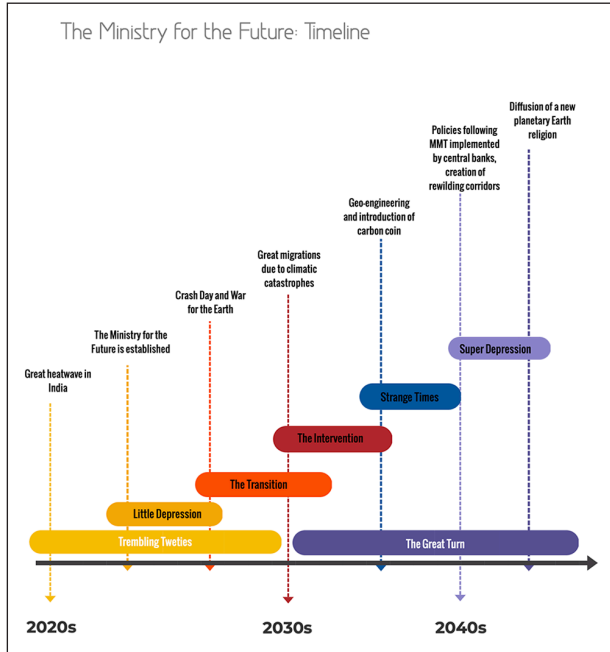 The Ministry for the Future: Timeline
Diffusion of a new
planetary Earth
religion
Policies following
MMT implemented
by central banks,
creation of
rewilding corridors
Geo-engineering
and introduction of
carbon coin
Great migrations
due to climatic
catastrophes
Crash Day and War
for the Earth
The Ministry for the
Future is established
Great heatwave in
India
Super Depression
Strange Times
The Intervention
The Transition
Little Depression
Trembling Tweties
The Great Turn
2020s
2030s
2040s